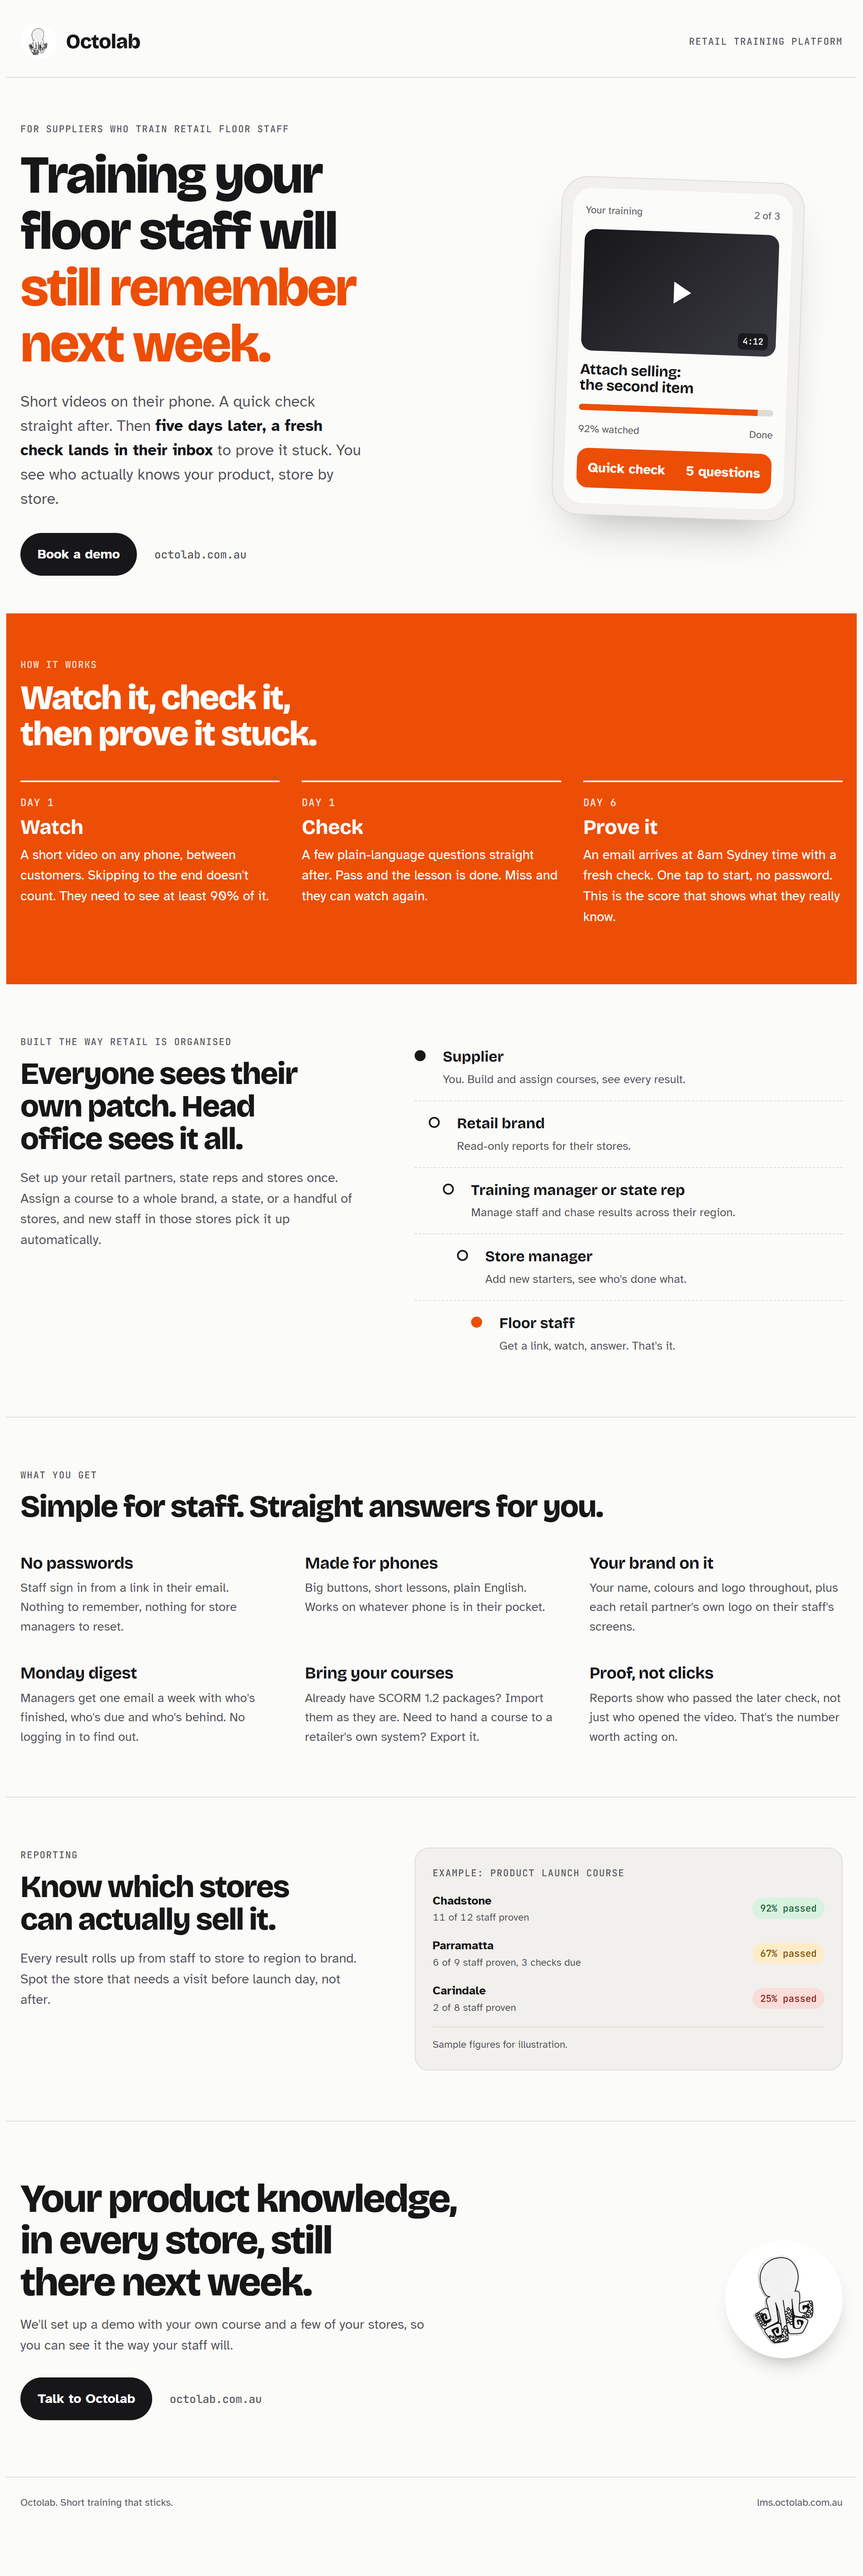 Octolab
RETAIL TRAINING PLATFORM
FOR SUPPLIERS WHO TRAIN RETAIL FLOOR STAFF
Training your
floor staff will
still remember
next week.
Short videos on their phone. A quick check
straight after. Then five days later, a fresh
check lands in their inbox to prove it stuck. You
see who actually knows your product, store by
store.
Book a demo
octolab.com.au
Your training
2 of 3
4:12
Attach selling:
the second item
92% watched
Done
Quick check
5 questions
HOW IT WORKS
Watch it, check it,
then prove it stuck.
DAY 1
Watch
A short video on any phone, between
customers. Skipping to the end doesn't
count. They need to see at least 90% of it.
DAY 1
Check
A few plain-language questions straight
after. Pass and the lesson is done. Miss and
they can watch again.
DAY 6
Prove it
An email arrives at 8am Sydney time with a
fresh check. One tap to start, no password.
This is the score that shows what they really
know.
BUILT THE WAY RETAIL IS ORGANISED
Everyone sees their
own patch. Head
office sees it all.
Set up your retail partners, state reps and stores once.
Assign a course to a whole brand, a state, or a handful of
stores, and new staff in those stores pick it up
automatically.
Supplier
You. Build and assign courses, see every result.
Retail brand
Read-only reports for their stores.
Training manager or state rep
Manage staff and chase results across their region.
Store manager
Add new starters, see who's done what.
Floor staff
Get a link, watch, answer. That's it.
WHAT YOU GET
Simple for staff. Straight answers for you.
No passwords
Staff sign in from a link in their email.
Nothing to remember, nothing for store
managers to reset.
Made for phones
Big buttons, short lessons, plain English.
Works on whatever phone is in their pocket.
Your brand on it
Your name, colours and logo throughout, plus
each retail partner's own logo on their staff's
screens.
Monday digest
Managers get one email a week with who's
finished, who's due and who's behind. No
logging in to find out.
Bring your courses
Already have SCORM 1.2 packages? Import
them as they are. Need to hand a course to a
retailer's own system? Export it.
Proof, not clicks
Reports show who passed the later check, not
just who opened the video. That's the number
worth acting on.
REPORTING
Know which stores
can actually sell it.
Every result rolls up from staff to store to region to brand.
Spot the store that needs a visit before launch day, not
after.
EXAMPLE: PRODUCT LAUNCH COURSE
Chadstone
11 of 12 staff proven
92% passed
Parramatta
6 of 9 staff proven, 3 checks due
67% passed
Carindale
2 of 8 staff proven
25% passed
Sample figures for illustration.
Your product knowledge,
in every store, still
there next week.
We'll set up a demo with your own course and a few of your stores, so
you can see it the way your staff will.
Talk to Octolab
octolab.com.au
Octolab. Short training that sticks.
lms.octolab.com.au